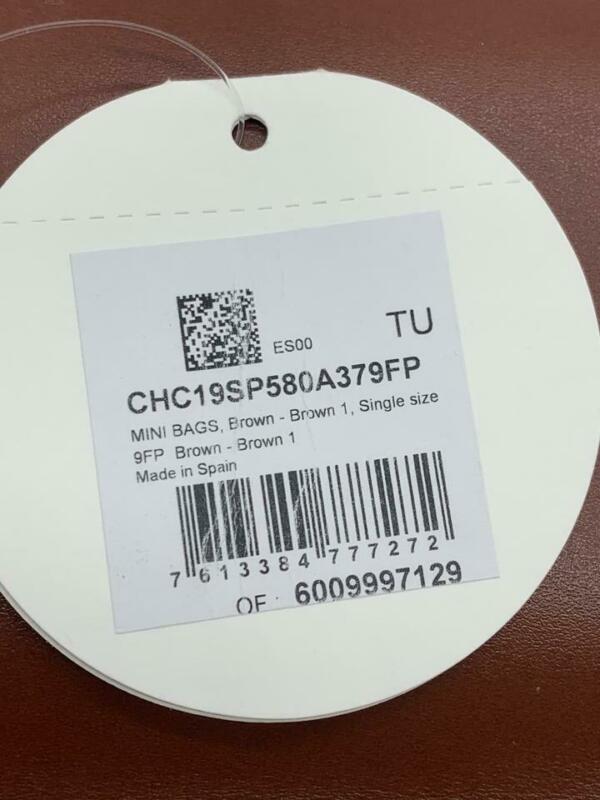 TU
ES00
CHC19SP580A379FP
MINI BAGS, Brown - Brown 1, Single size
9FP Brown - Brown 1
Made in Spain
7 613384 777272
OF : 6009997129